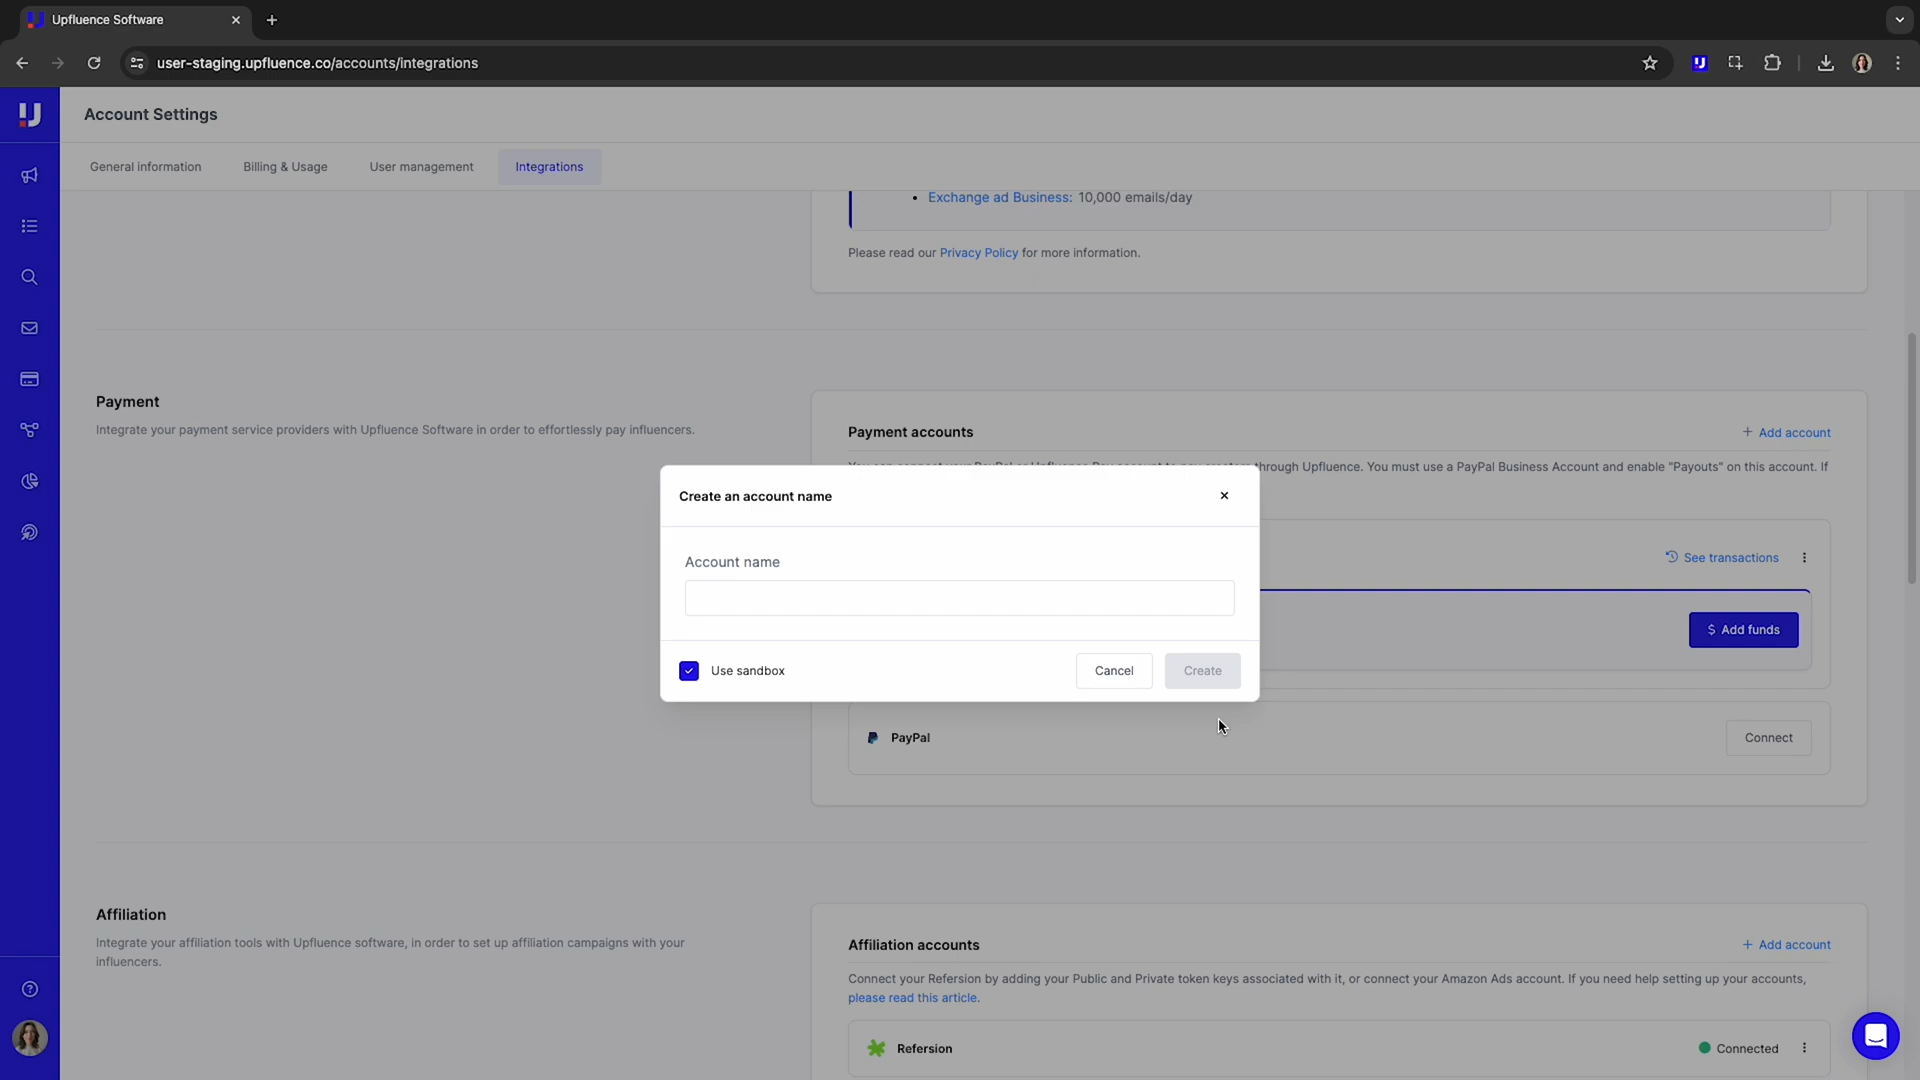 Upfluence Software
user-staging.upfluence.co/accounts/integrations
Account Settings
General information
Billing & Usage
User management
Integrations
Exchange ad Business: 10,000 emails/day
Please read our Privacy Policy for more information.
Payment
Integrate your payment service providers with Upfluence Software in order to effortlessly pay influencers.
Payment accounts
+ Add account
through Upfluence. You must use a PayPal Business Account and enable "Payouts" on this account. If
See transactions
$ Add funds
Create an account name
Account name
Use sandbox
Cancel
Create
PayPal
Connect
Affiliation
Integrate your affiliation tools with Upfluence software, in order to set up affiliation campaigns with your
influencers.
Affiliation accounts
+ Add account
Connect your Refersion by adding your Public and Private token keys associated with it, or connect your Amazon Ads account. If you need help setting up your accounts,
please read this article.
Refersion
Connected